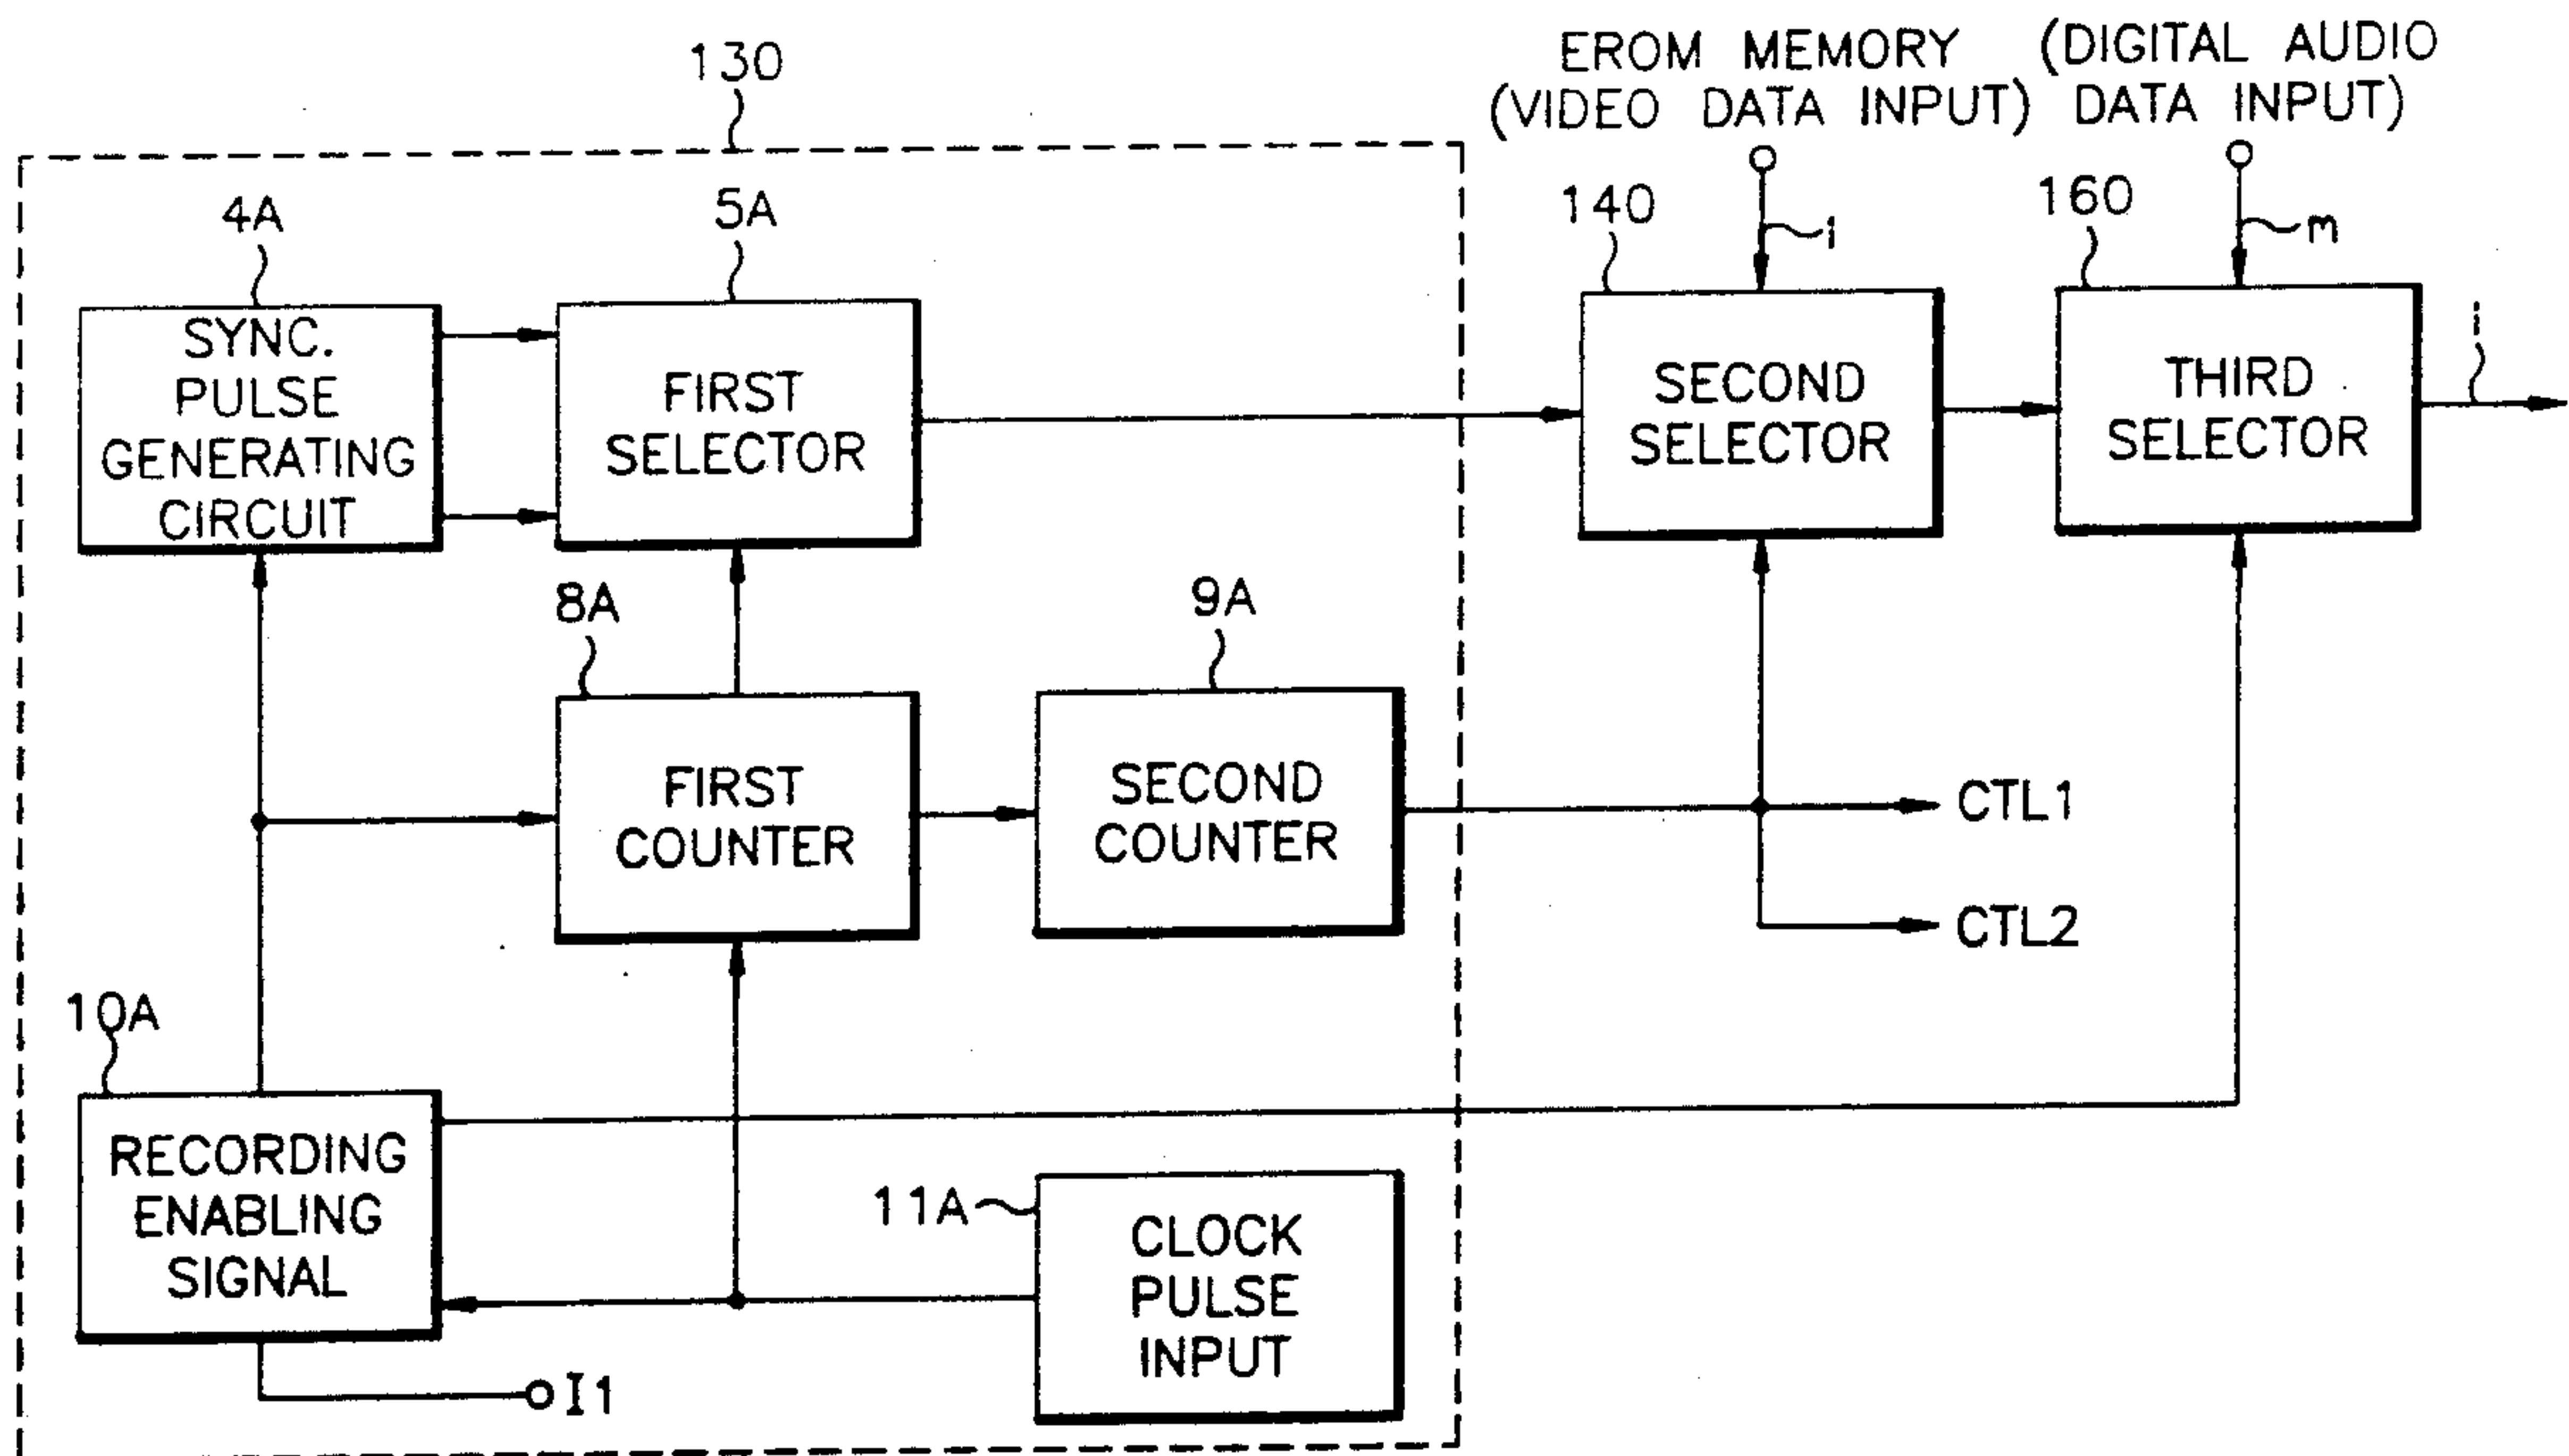 130
EROM MEMORY
(VIDEO DATA INPUT)
(DIGITAL AUDIO
DATA INPUT)
4A
5A
140
1
160
m
SYNC.
PULSE
GENERATING
CIRCUIT
FIRST
SELECTOR
SECOND
SELECTOR
THIRD
SELECTOR
i
8A
9A
FIRST
COUNTER
SECOND
COUNTER
CTL1
CTL2
10A
RECORDING
ENABLING
SIGNAL
11A
CLOCK
PULSE
INPUT
I1